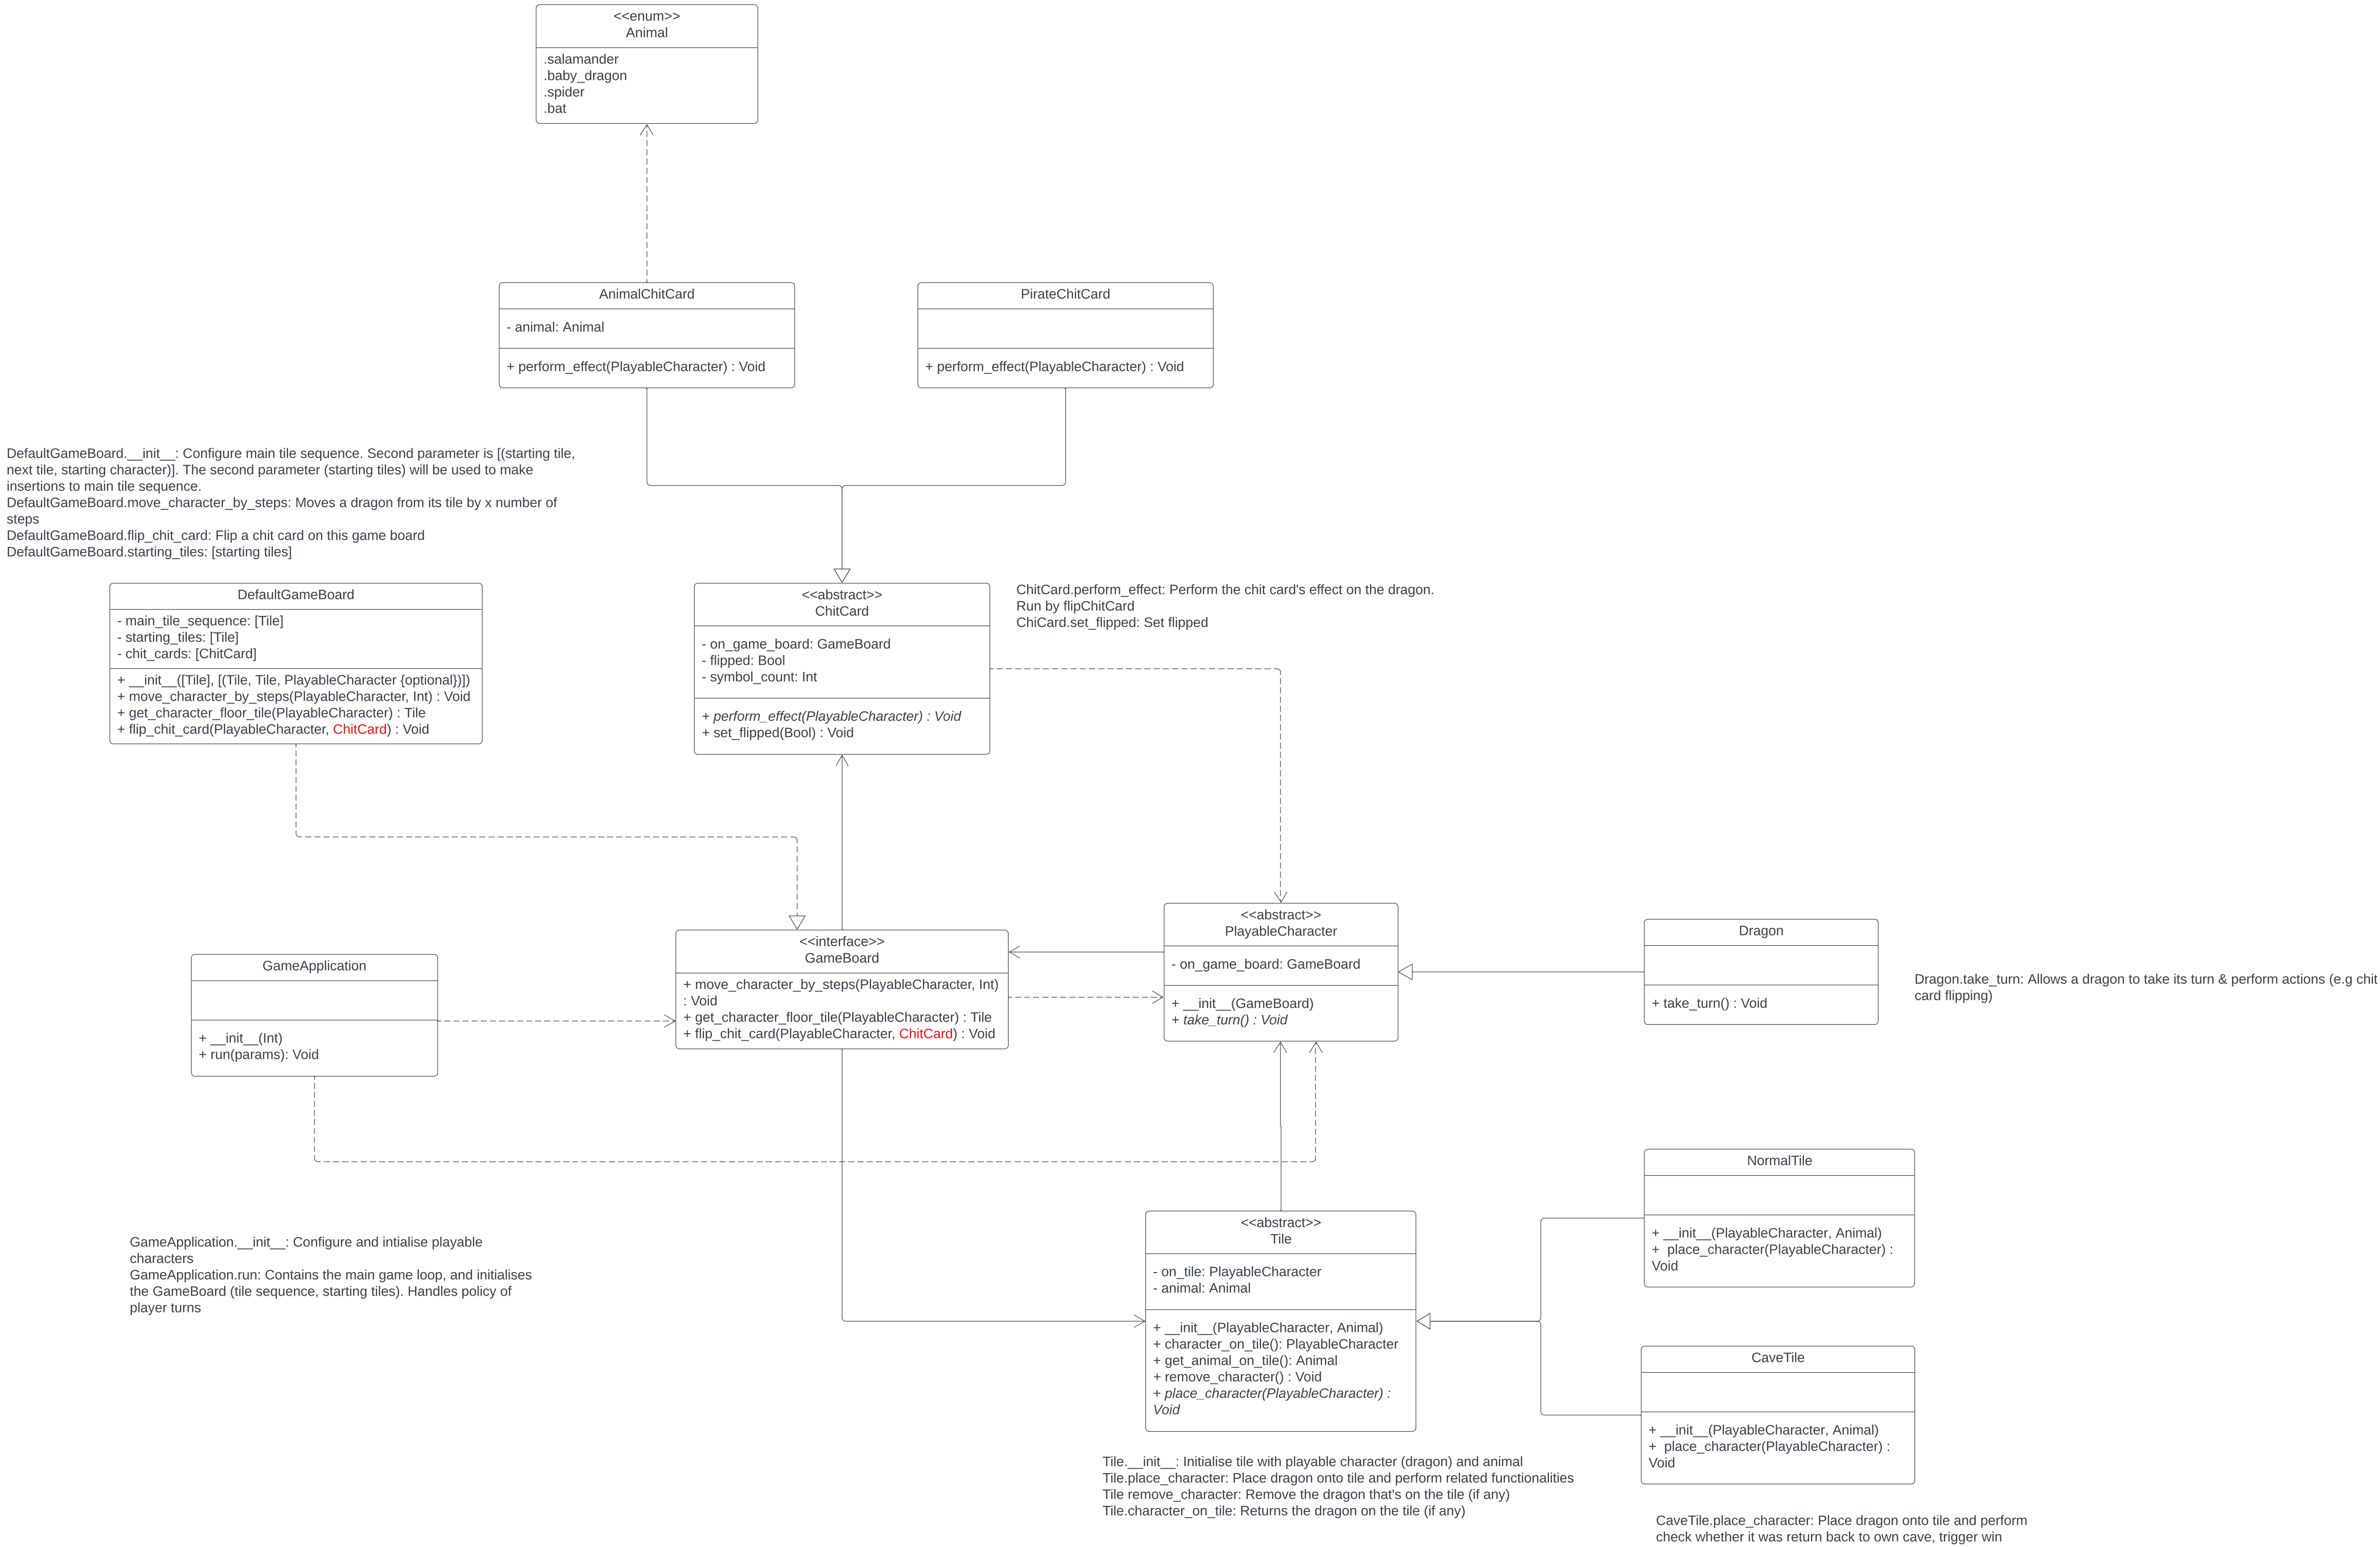 <<enum>>
Animal
.salamander
.baby_dragon
.spider
.bat
AnimalChitCard
- animal: Animal
+ perform_effect(PlayableCharacter) : Void
PirateChitCard
+ perform_effect(PlayableCharacter) : Void
DefaultGameBoard.__init__: Configure main tile sequence. Second parameter is [(starting tile,
next tile, starting character)]. The second parameter (starting tiles) will be used to make
insertions to main tile sequence.
DefaultGameBoard.move_character_by_steps: Moves a dragon from its tile by x number of
steps
DefaultGameBoard.flip_chit_card: Flip a chit card on this game board
DefaultGameBoard.starting_tiles: [starting tiles]
DefaultGameBoard
- main_tile_sequence: [Tile]
- starting_tiles: [Tile]
- chit_cards: [ChitCard]
+ __init__([Tile], [(Tile, Tile, PlayableCharacter {optional})])
+ move_character_by_steps(PlayableCharacter, Int) : Void
+ get_character_floor_tile(PlayableCharacter) : Tile
+ flip_chit_card(PlayableCharacter, ChitCard) : Void
<<abstract>>
ChitCard
- on_game_board: GameBoard
- flipped: Bool
- symbol_count: Int
+ perform_effect(PlayableCharacter) : Void
+ set_flipped(Bool) : Void
ChitCard.perform_effect: Perform the chit card's effect on the dragon.
Run by flipChitCard
ChiCard.set_flipped: Set flipped
GameApplication
+ __init__(Int)
+ run(params): Void
<<interface>>
GameBoard
+ move_character_by_steps(PlayableCharacter, Int)
: Void
+ get_character_floor_tile(PlayableCharacter) : Tile
+ flip_chit_card(PlayableCharacter, ChitCard) : Void
<<abstract>>
PlayableCharacter
- on_game_board: GameBoard
+ __init__(GameBoard)
+ take_turn() : Void
Dragon
+ take_turn() : Void
Dragon.take_turn: Allows a dragon to take its turn & perform actions (e.g chit
card flipping)
GameApplication.__init__: Configure and intialise playable
characters
GameApplication.run: Contains the main game loop, and initialises
the GameBoard (tile sequence, starting tiles). Handles policy of
player turns
<<abstract>>
Tile
- on_tile: PlayableCharacter
- animal: Animal
+ __init__(PlayableCharacter, Animal)
+ character_on_tile(): PlayableCharacter
+ get_animal_on_tile(): Animal
+ remove_character() : Void
+ place_character(PlayableCharacter) :
Void
NormalTile
+ __init__(PlayableCharacter, Animal)
+  place_character(PlayableCharacter) :
Void
CaveTile
+ __init__(PlayableCharacter, Animal)
+  place_character(PlayableCharacter) :
Void
Tile.__init__: Initialise tile with playable character (dragon) and animal
Tile.place_character: Place dragon onto tile and perform related functionalities
Tile remove_character: Remove the dragon that's on the tile (if any)
Tile.character_on_tile: Returns the dragon on the tile (if any)
CaveTile.place_character: Place dragon onto tile and perform
check whether it was return back to own cave, trigger win